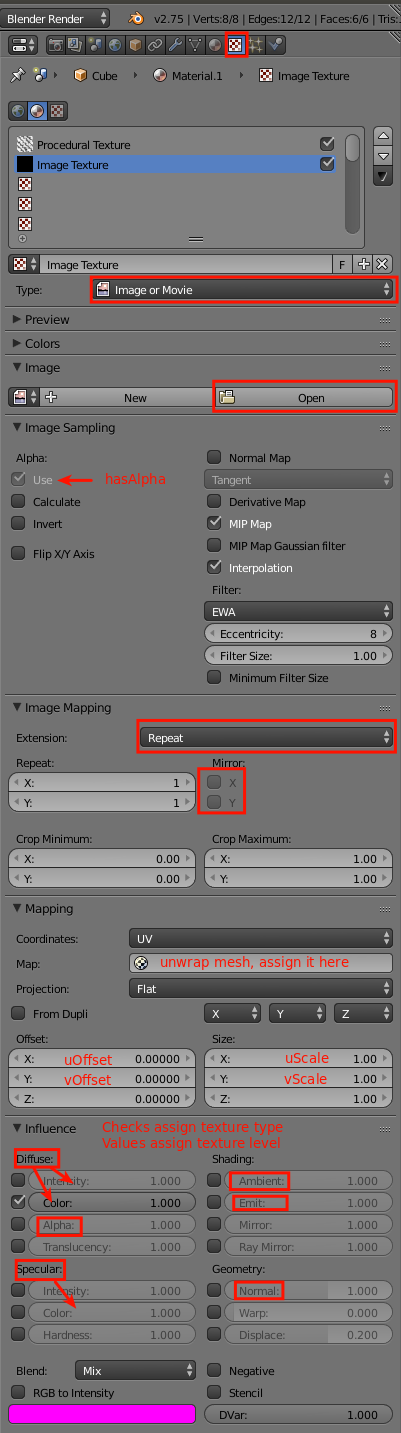 Blender Render v2.75 | Verts:8/8 | Edges:12/12 | Faces:6/6 | Tris:
Cube Material.1 Image Texture
Procedural Texture
Image Texture
Image Texture F
Type: Image or Movie
Preview
Colors
Image
New Open
Image Sampling
Alpha: Normal Map
Use hasAlpha Tangent
Calculate Derivative Map
Invert MIP Map
MIP Map Gaussian filter
Flip X/Y Axis
Interpolation
Filter:
EWA
Eccentricity: 8
Filter Size: 1.00
Minimum Filter Size
Image Mapping
Extension: Repeat
Repeat: Mirror:
X: 1 X
Y: 1 Y
Crop Minimum: Crop Maximum:
X: 0.00 X: 1.00
Y: 0.00 Y: 1.00
Mapping
Coordinates: UV
Map: unwrap mesh, assign it here
Projection: Flat
From Dupli X Y Z
Offset: Size:
X: uOffset 0.00000 X: uScale 1.00
Y: vOffset 0.00000 Y: vScale 1.00
Z: 0.00000 Z: 1.00
Influence Checks assign texture type
Values assign texture level
Diffuse: Shading:
Intensity: 1.000 Ambient: 1.000
Color: 1.000 Emit: 1.000
Alpha: 1.000 Mirror: 1.000
Translucency: 1.000 Ray Mirror: 1.000
Specular: Geometry:
Intensity: 1.000 Normal: 1.000
Color: 1.000 Warp: 0.000
Hardness: 1.000 Displace: 0.200
Blend: Mix Negative
RGB to Intensity Stencil
DVar: 1.000